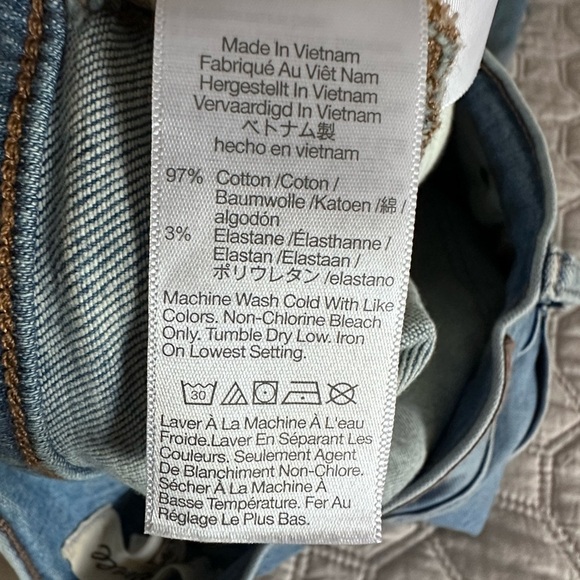 Made In Vietnam
Fabriqué Au Viêt Nam
Hergestellt In Vietnam
Vervaardigd In Vietnam
ベトナム製
hecho en vietnam
97% Cotton /Coton /
Baumwolle /Katoen /綿 /
algodón
3% Elastane /Élasthanne /
Elastan /Elastaan /
ポリウレタン /elastano
Machine Wash Cold With Like
Colors. Non-Chlorine Bleach
Only. Tumble Dry Low. Iron
On Lowest Setting.
30
Laver À La Machine À L'eau
Froide.Laver En Séparant Les
Couleurs. Seulement Agent
De Blanchiment Non-Chlore.
Sécher À La Machine À
Basse Température. Fer Au
Réglage Le Plus Bas.